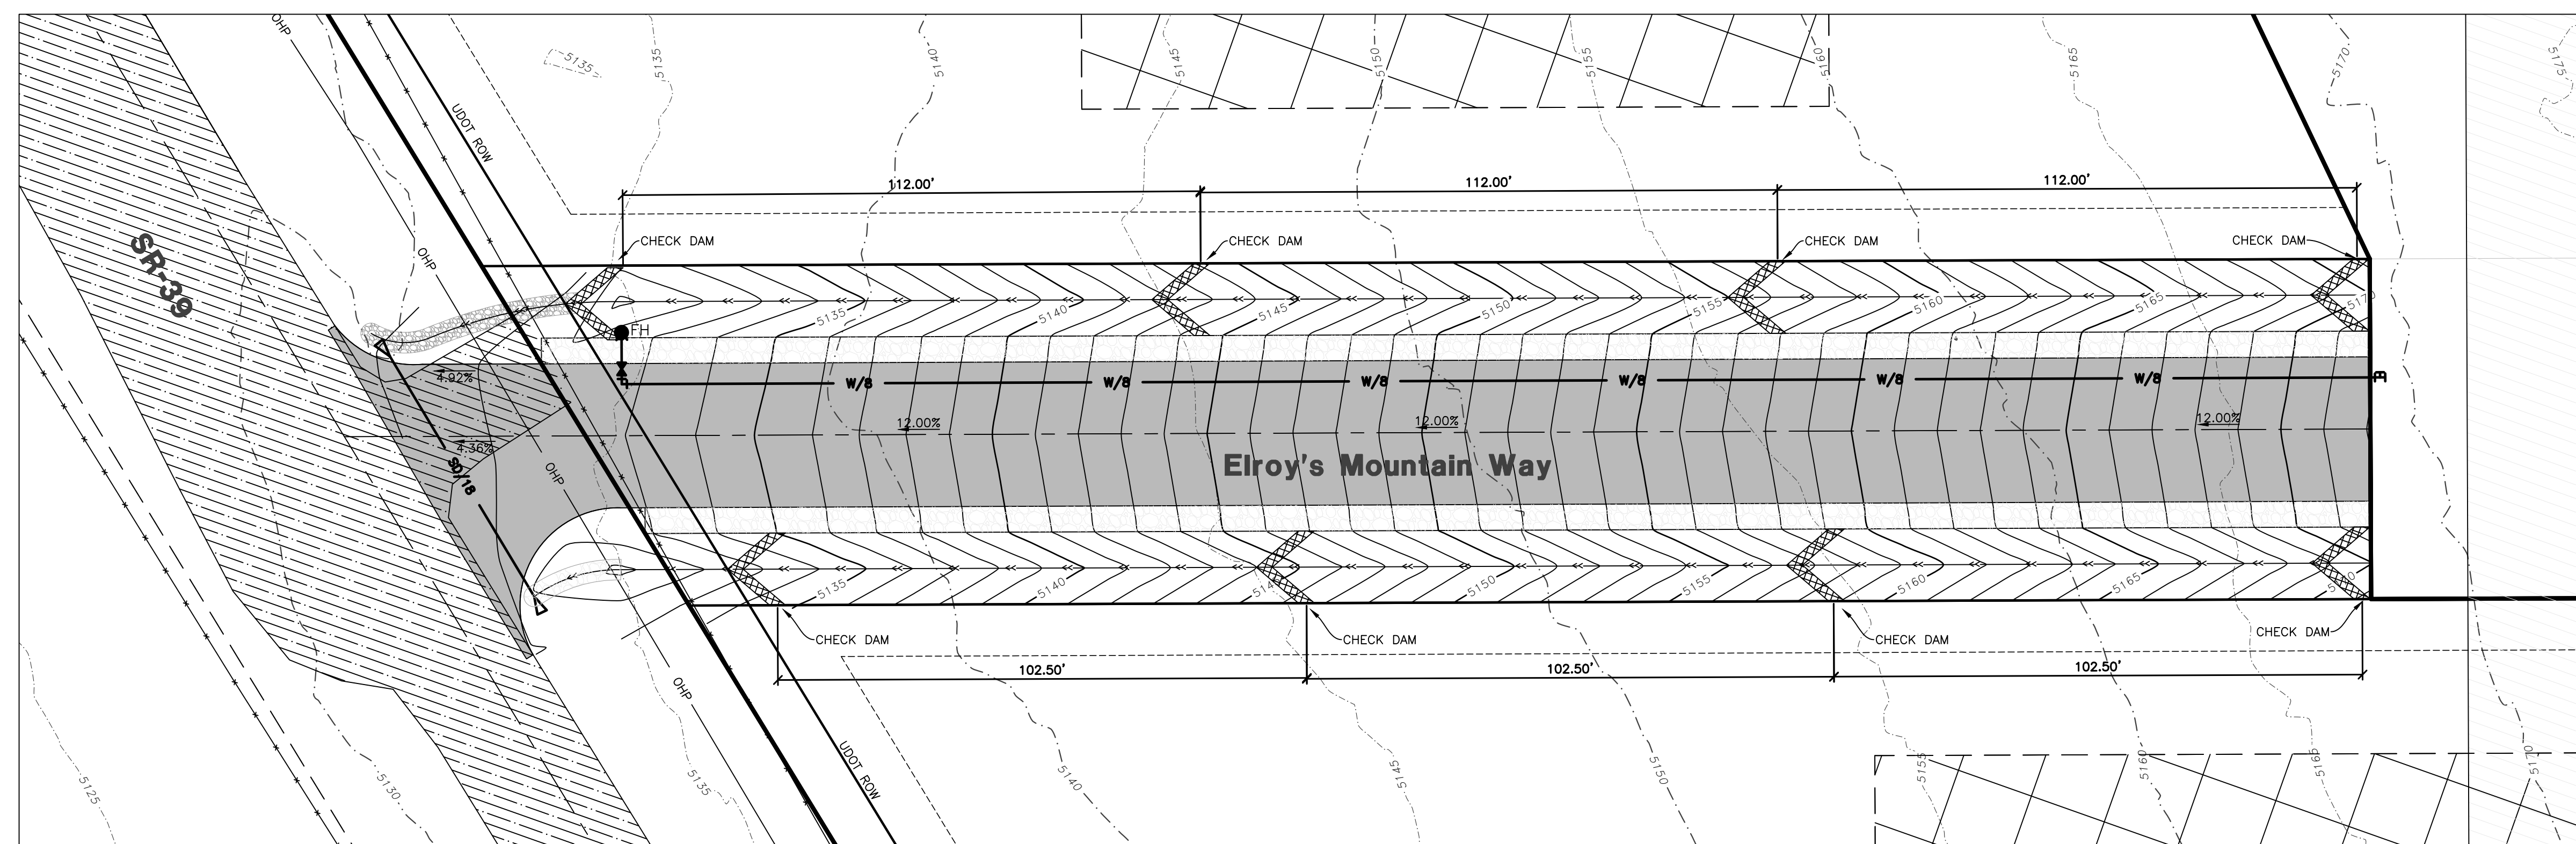 OHP
5135
5135
5140
5145
5150
5155
5160
5165
5170
5175
UDOT ROW
112.00'
112.00'
112.00'
SR-39
OHP
CHECK DAM
CHECK DAM
CHECK DAM
CHECK DAM
FH
5135
5140
5145
5150
5155
5160
5165
5170
4.92%
W/8
W/8
W/8
W/8
W/8
W/8
12.00%
12.00%
12.00%
4.36%
SD/18
OHP
Elroy's Mountain Way
5135
5140
5150
5155
5160
5165
CHECK DAM
CHECK DAM
CHECK DAM
CHECK DAM
102.50'
102.50'
102.50'
OHP
UDOT ROW
5125
5130
5135
5140
5145
5150
5155
5160
5165
5170